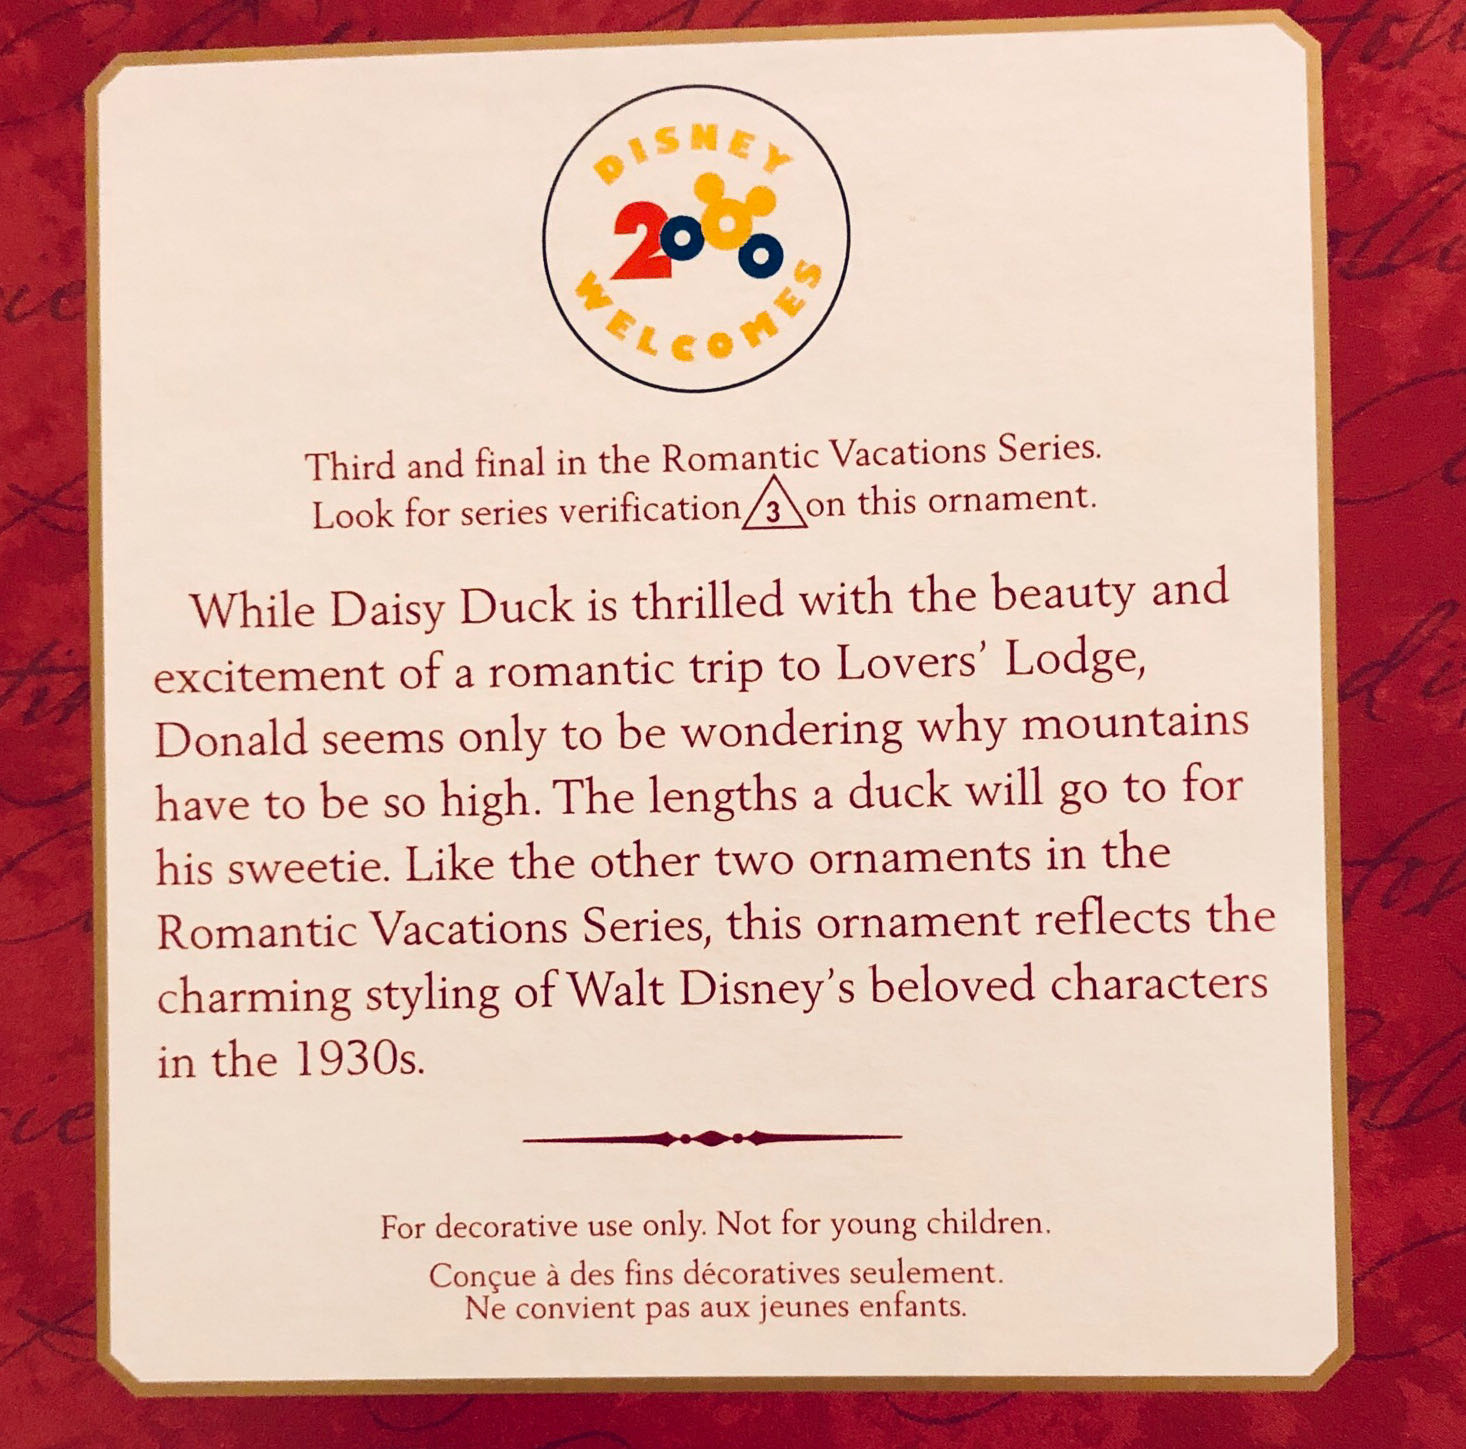 DISNEY
2000
WELCOMES
Third and final in the Romantic Vacations Series.
Look for series verification 3 on this ornament.
While Daisy Duck is thrilled with the beauty and
excitement of a romantic trip to Lovers’ Lodge,
Donald seems only to be wondering why mountains
have to be so high. The lengths a duck will go to for
his sweetie. Like the other two ornaments in the
Romantic Vacations Series, this ornament reflects the
charming styling of Walt Disney’s beloved characters
in the 1930s.
For decorative use only. Not for young children.
Conçue à des fins décoratives seulement.
Ne convient pas aux jeunes enfants.